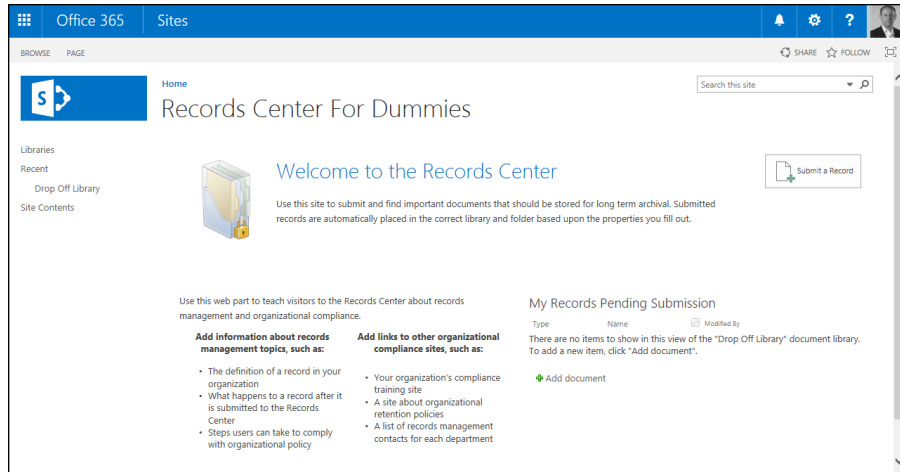 Office 365 Sites ?
BROWSE PAGE SHARE FOLLOW
S
Home
Search this site
Records Center For Dummies
Libraries
Recent
Drop Off Library
Site Contents
Welcome to the Records Center
Submit a Record
Use this site to submit and find important documents that should be stored for long term archival. Submitted
records are automatically placed in the correct library and folder based upon the properties you fill out.
Use this web part to teach visitors to the Records Center about records
management and organizational compliance.
Add information about records
management topics, such as:
• The definition of a record in your
organization
• What happens to a record after it
is submitted to the Records
Center
• Steps users can take to comply
with organizational policy
Add links to other organizational
compliance sites, such as:
• Your organization's compliance
training site
• A site about organizational
retention policies
• A list of records management
contacts for each department
My Records Pending Submission
Type Name Modified By
There are no items to show in this view of the "Drop Off Library" document library.
To add a new item, click "Add document".
Add document